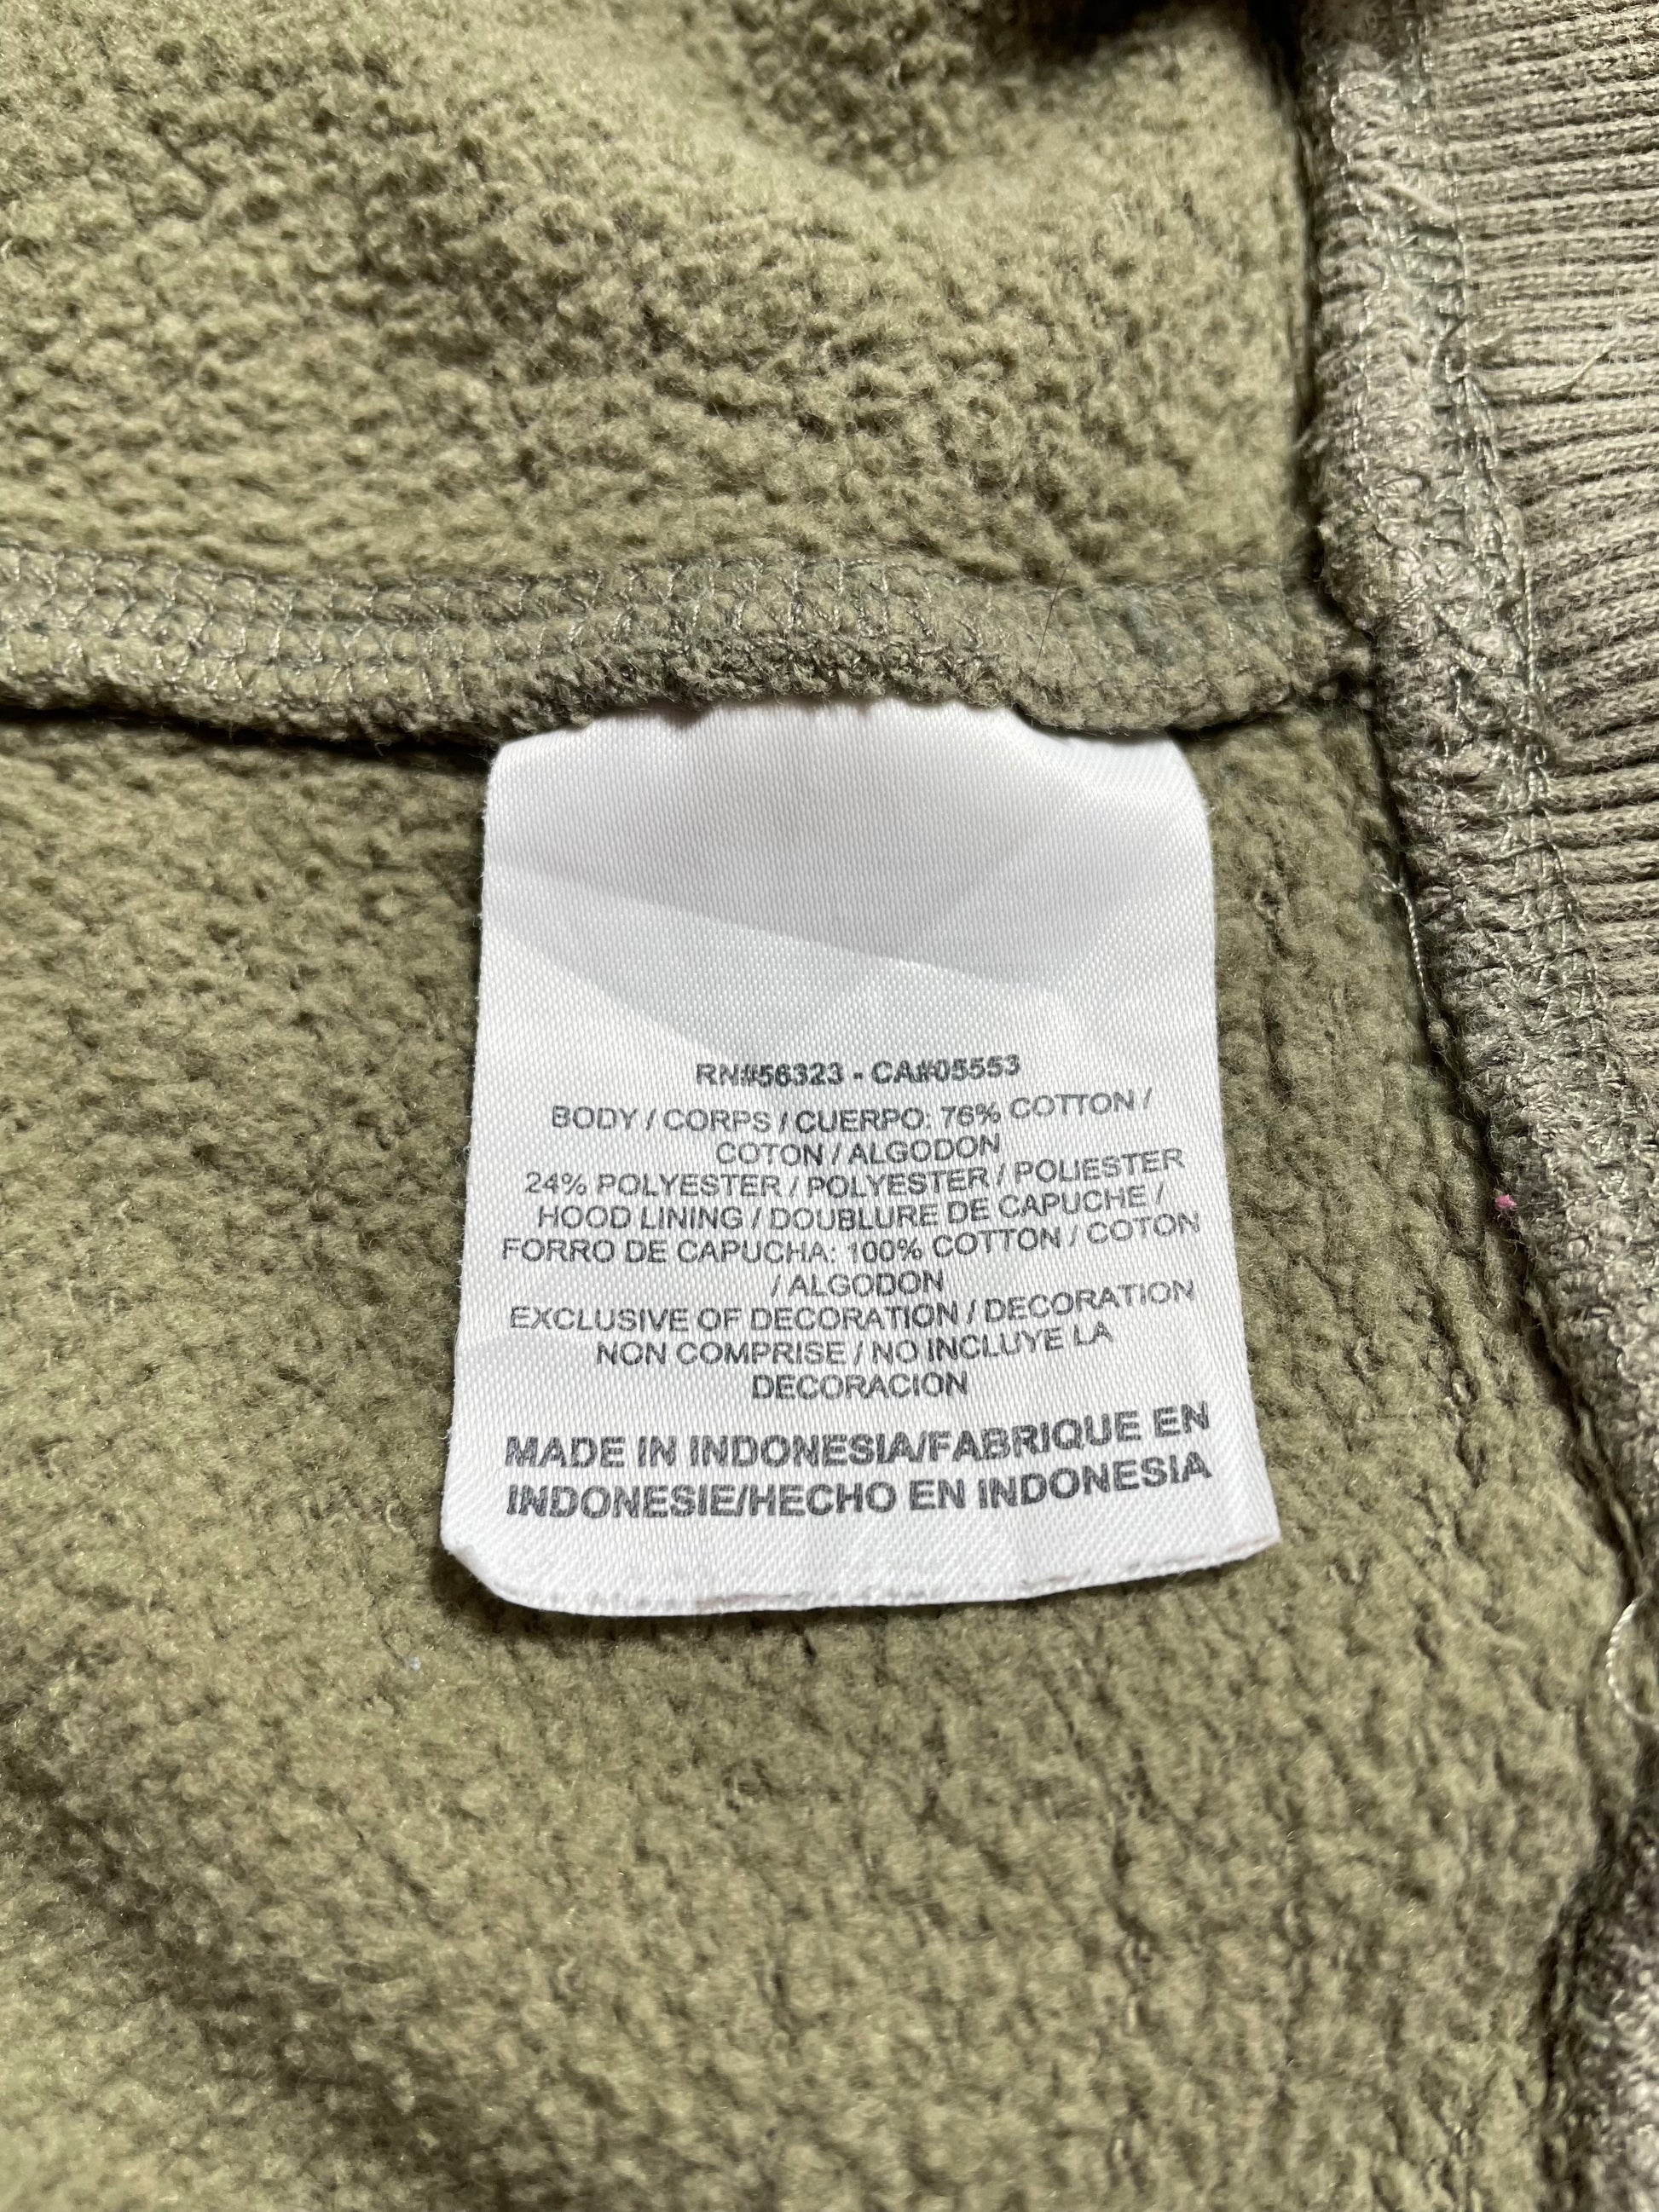 RN#56323 - CA#05553
BODY / CORPS / CUERPO: 76% COTTON /
COTON / ALGODON
24% POLYESTER / POLYESTER / POLIESTER
HOOD LINING / DOUBLURE DE CAPUCHE /
FORRO DE CAPUCHA: 100% COTTON / COTON
/ ALGODON
EXCLUSIVE OF DECORATION / DECORATION
NON COMPRISE / NO INCLUYE LA
DECORACION
MADE IN INDONESIA/FABRIQUE EN
INDONESIE/HECHO EN INDONESIA